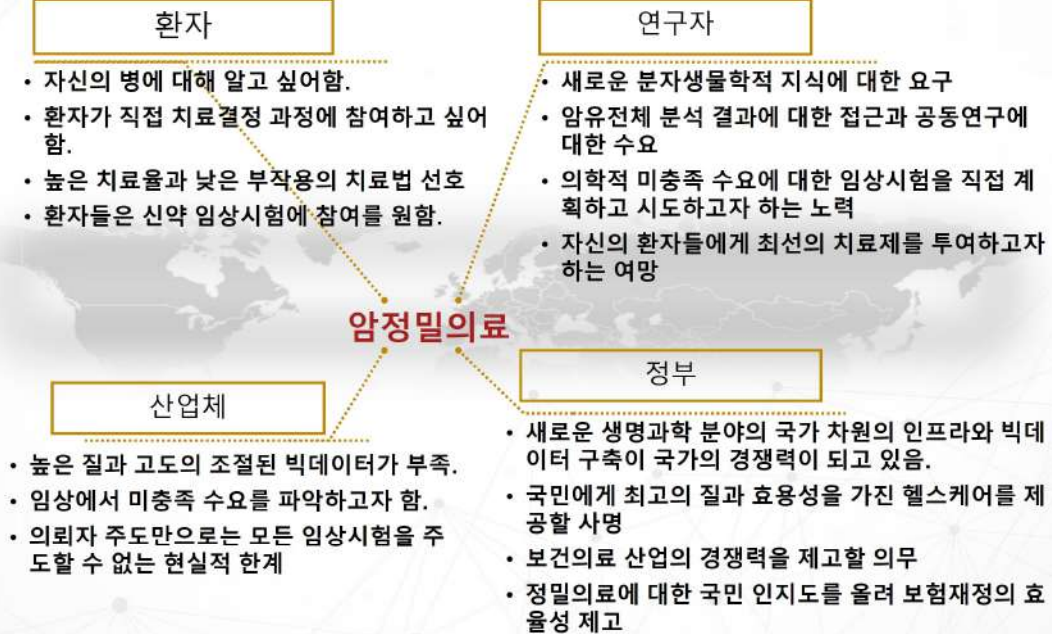 환자
• 자신의 병에 대해 알고 싶어함.
• 환자가 직접 치료결정 과정에 참여하고 싶어
함.
• 높은 치료율과 낮은 부작용의 치료법 선호
• 환자들은 신약 임상시험에 참여를 원함.
연구자
• 새로운 분자생물학적 지식에 대한 요구
• 암유전체 분석 결과에 대한 접근과 공동연구에
대한 수요
• 의학적 미충족 수요에 대한 임상시험을 직접 계
획하고 시도하고자 하는 노력
• 자신의 환자들에게 최선의 치료제를 투여하고자
하는 여망
암정밀의료
산업체
• 높은 질과 고도의 조절된 빅데이터가 부족.
• 임상에서 미충족 수요를 파악하고자 함.
• 의뢰자 주도만으로는 모든 임상시험을 주
도할 수 없는 현실적 한계
정부
• 새로운 생명과학 분야의 국가 차원의 인프라와 빅데
이터 구축이 국가의 경쟁력이 되고 있음.
• 국민에게 최고의 질과 효용성을 가진 헬스케어를 제
공할 사명
• 보건의료 산업의 경쟁력을 제고할 의무
• 정밀의료에 대한 국민 인지도를 올려 보험재정의 효
율성 제고